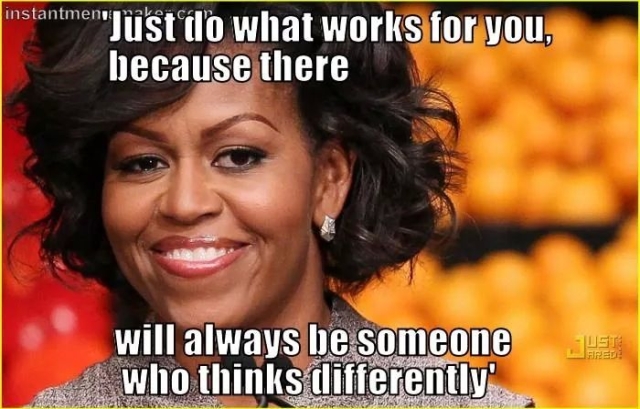 instantmememaker.com
'Just do what works for you,
because there
will always be someone
who thinks differently'
JUST
JARED!